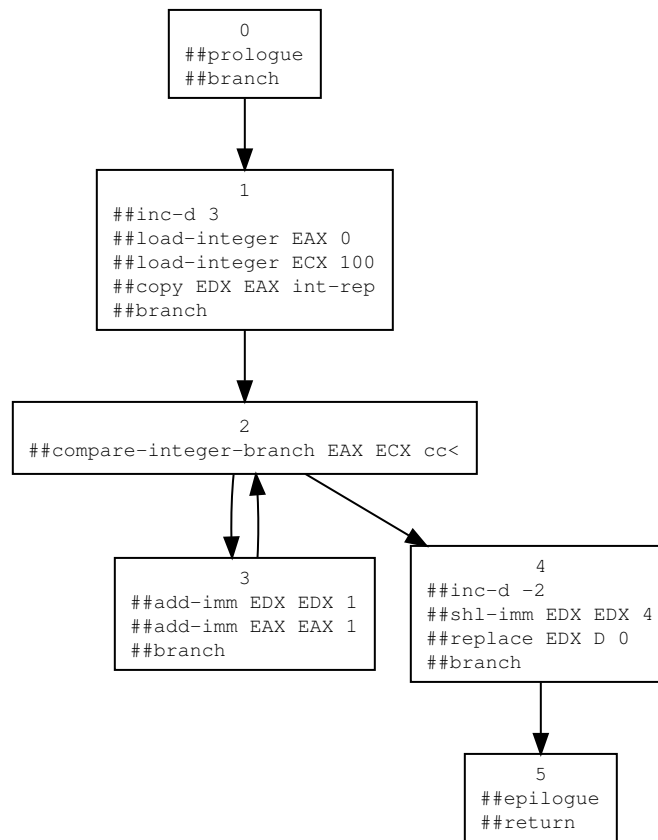 0
##prologue
##branch
1
##inc-d 3
##load-integer EAX 0
##load-integer ECX 100
##copy EDX EAX int-rep
##branch
2
##compare-integer-branch EAX ECX cc<
3
##add-imm EDX EDX 1
##add-imm EAX EAX 1
##branch
4
##inc-d -2
##shl-imm EDX EDX 4
##replace EDX D 0
##branch
5
##epilogue
##return